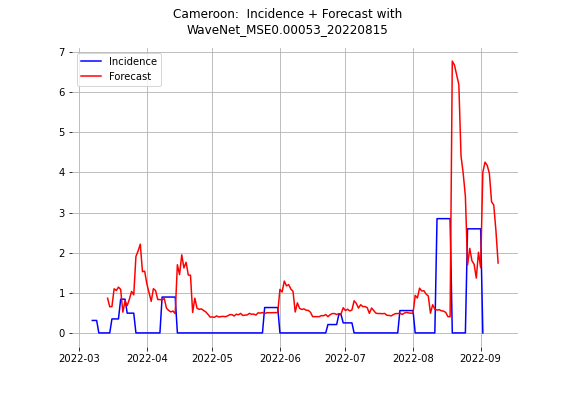 Cameroon:  Incidence + Forecast with
WaveNet_MSE0.00053_20220815
7
6
5
4
3
2
1
0
Incidence
Forecast
2022-03 2022-04 2022-05 2022-06 2022-07 2022-08 2022-09